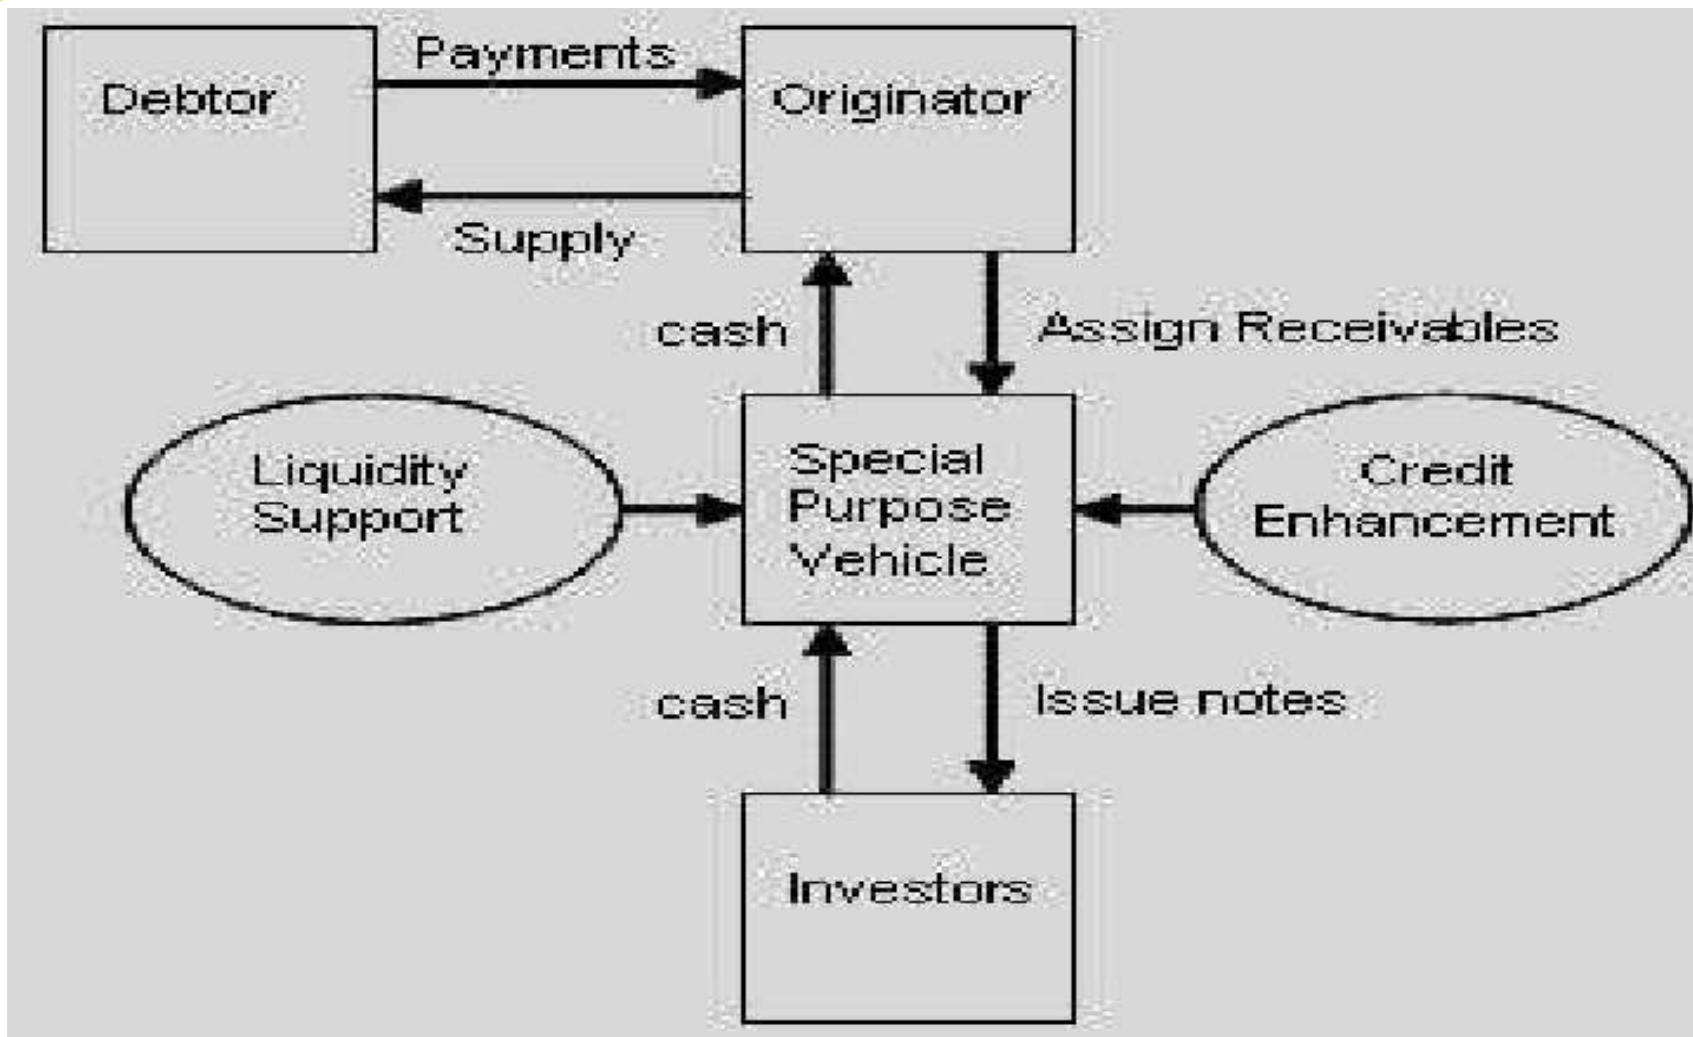 Payments
Debtor
Originator
Supply
cash
Assign Receivables
Liquidity
Support
Special
Purpose
Vehicle
Credit
Enhancement
cash
Issue notes
Investors